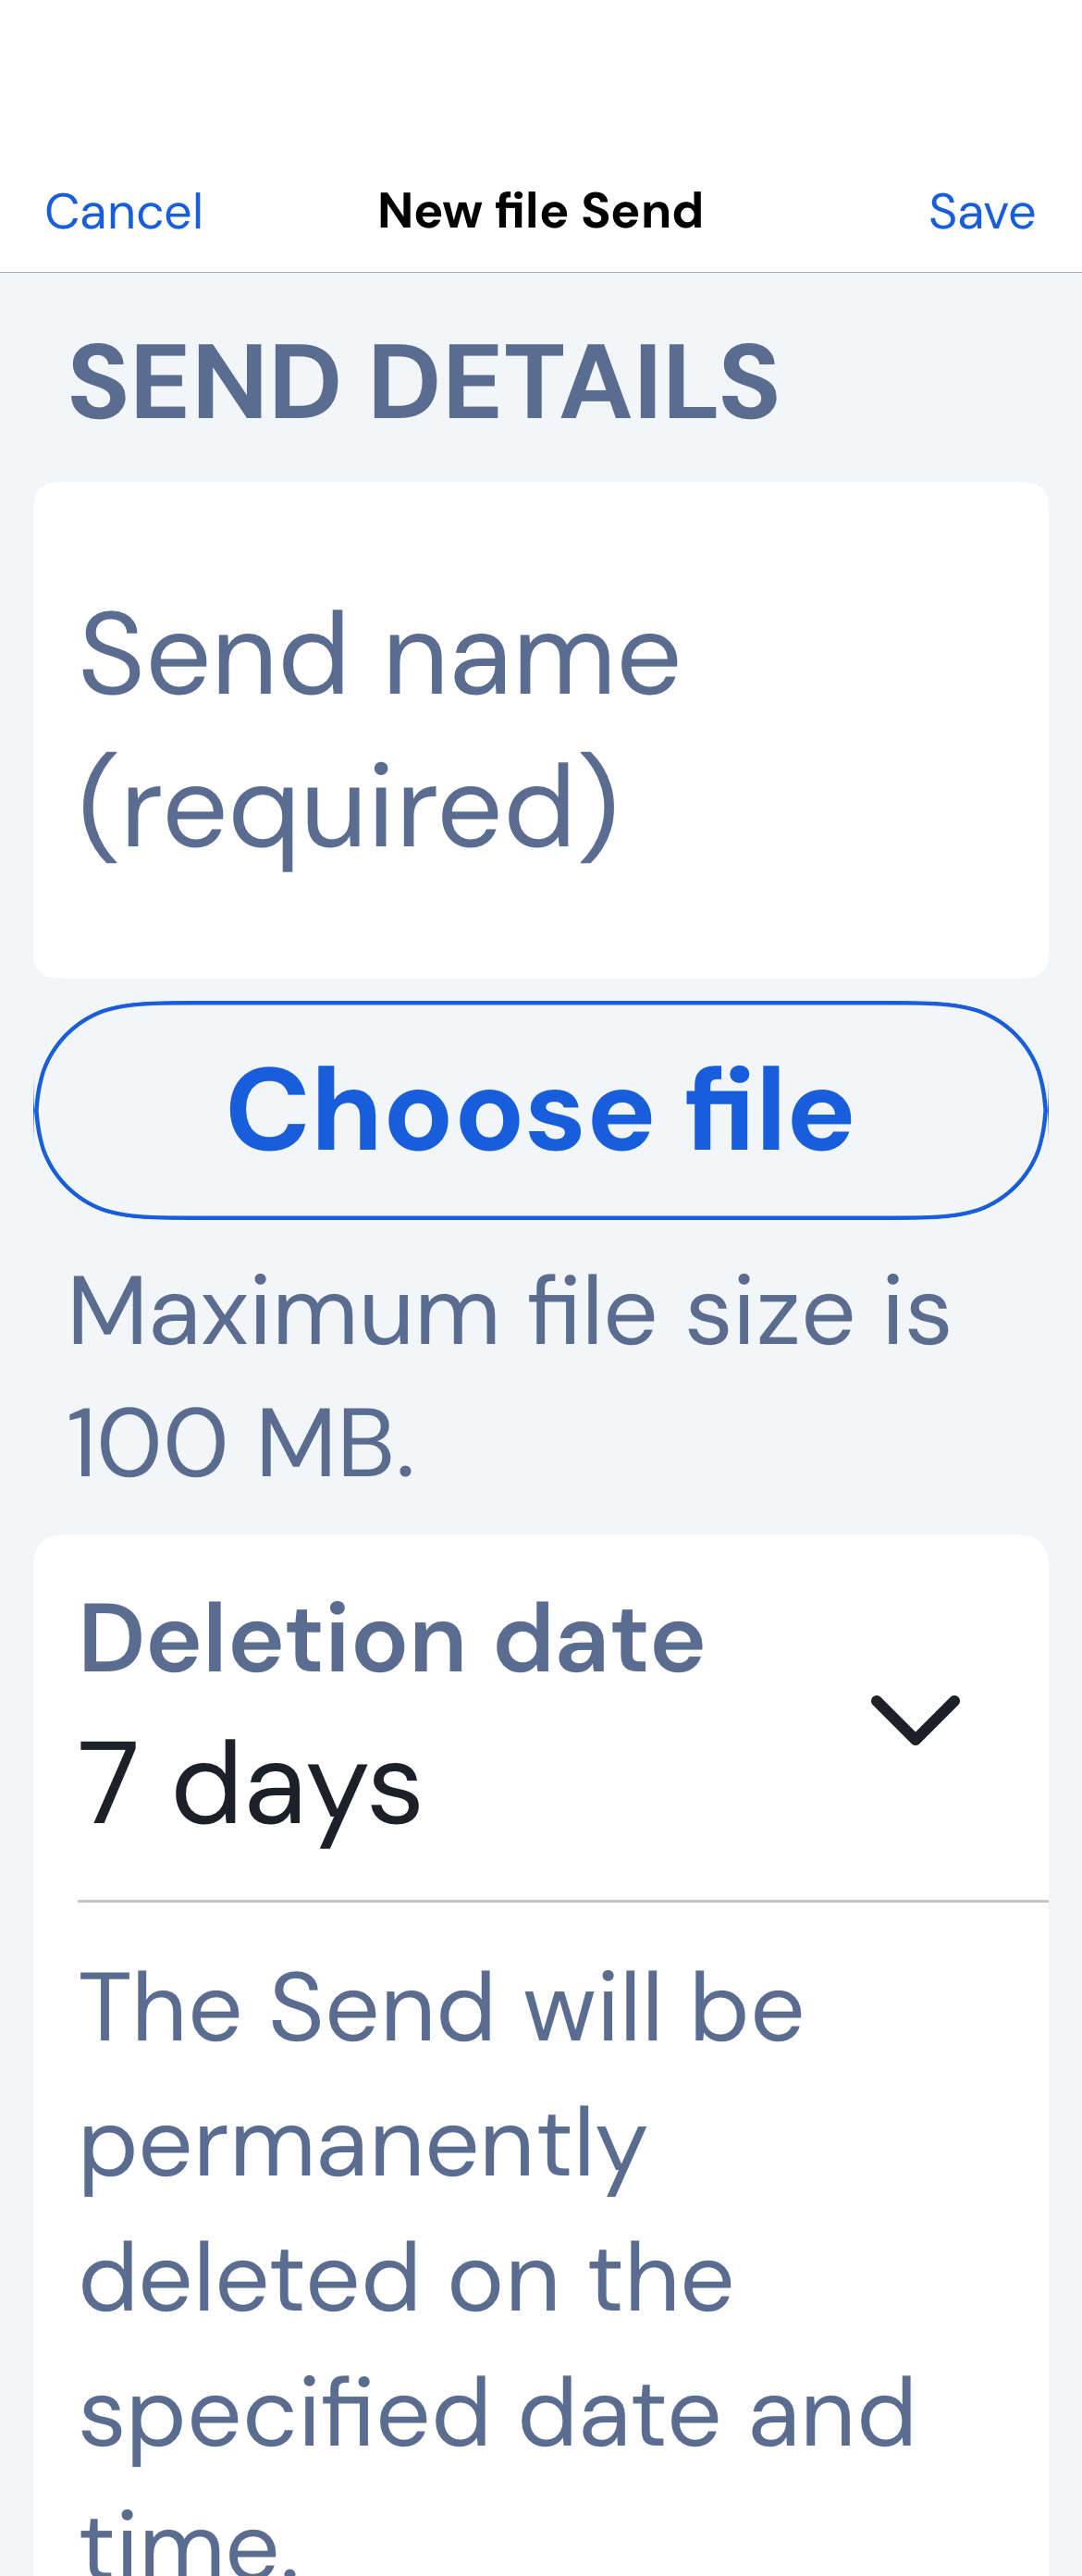 Cancel New file Send Save
SEND DETAILS
Send name
(required)
Choose file
Maximum file size is
100 MB.
Deletion date
7 days
The Send will be
permanently
deleted on the
specified date and
time.